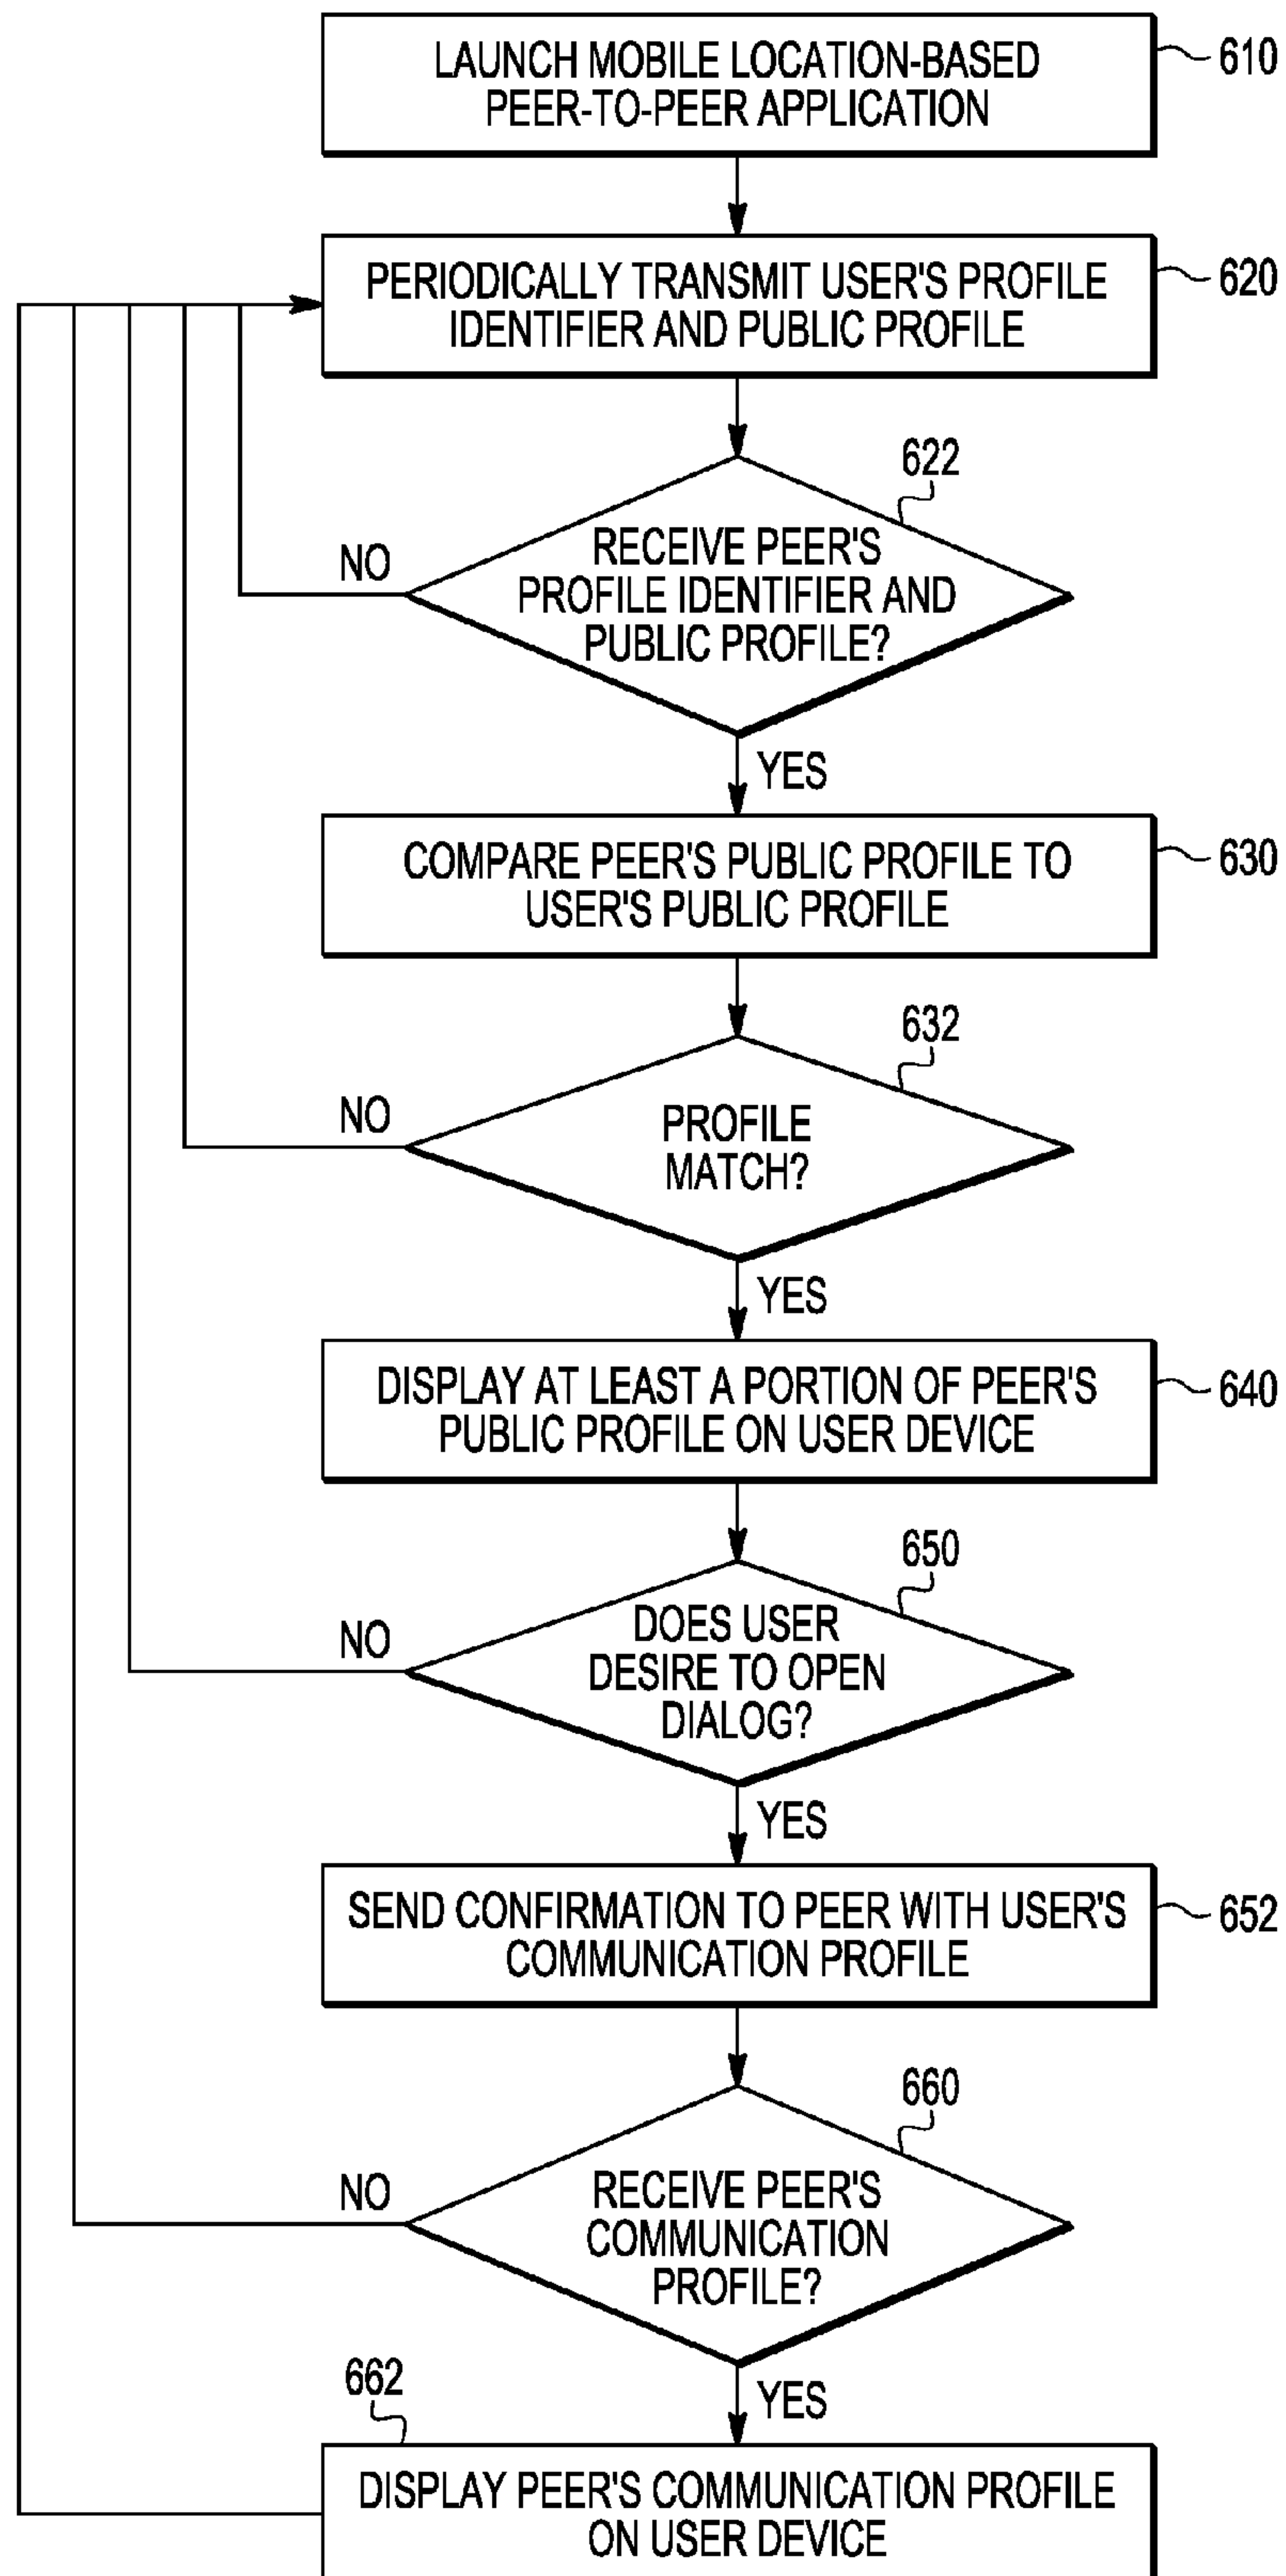 LAUNCH MOBILE LOCATION-BASED
PEER-TO-PEER APPLICATION
610
PERIODICALLY TRANSMIT USER'S PROFILE
IDENTIFIER AND PUBLIC PROFILE
620
622
RECEIVE PEER'S
PROFILE IDENTIFIER AND
PUBLIC PROFILE?
NO
YES
COMPARE PEER'S PUBLIC PROFILE TO
USER'S PUBLIC PROFILE
630
632
PROFILE
MATCH?
NO
YES
DISPLAY AT LEAST A PORTION OF PEER'S
PUBLIC PROFILE ON USER DEVICE
640
650
DOES USER
DESIRE TO OPEN
DIALOG?
NO
YES
SEND CONFIRMATION TO PEER WITH USER'S
COMMUNICATION PROFILE
652
660
RECEIVE PEER'S
COMMUNICATION
PROFILE?
NO
YES
662
DISPLAY PEER'S COMMUNICATION PROFILE
ON USER DEVICE